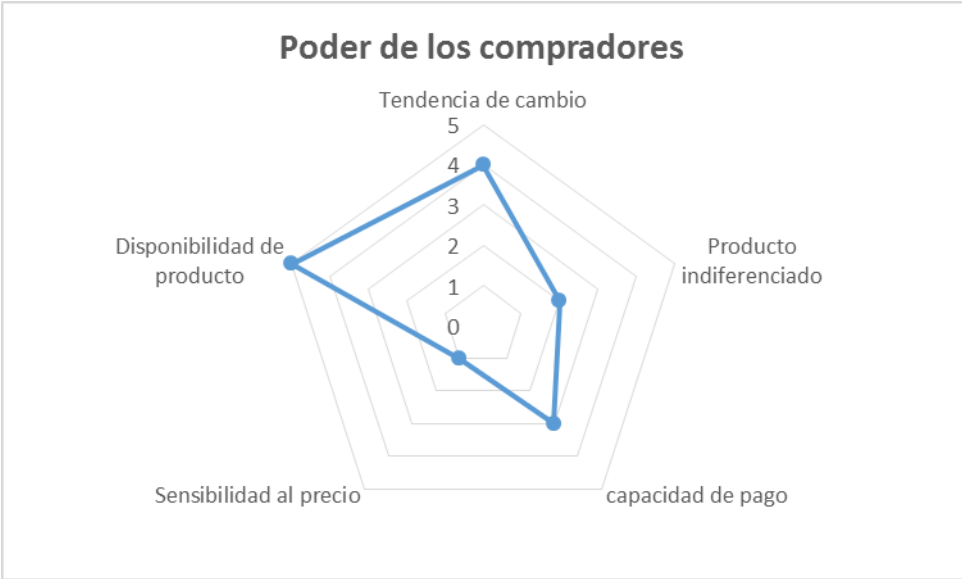 Poder de los compradores
Tendencia de cambio
5
4
3
2
1
0
Producto
indiferenciado
capacidad de pago
Sensibilidad al precio
Disponibilidad de
producto